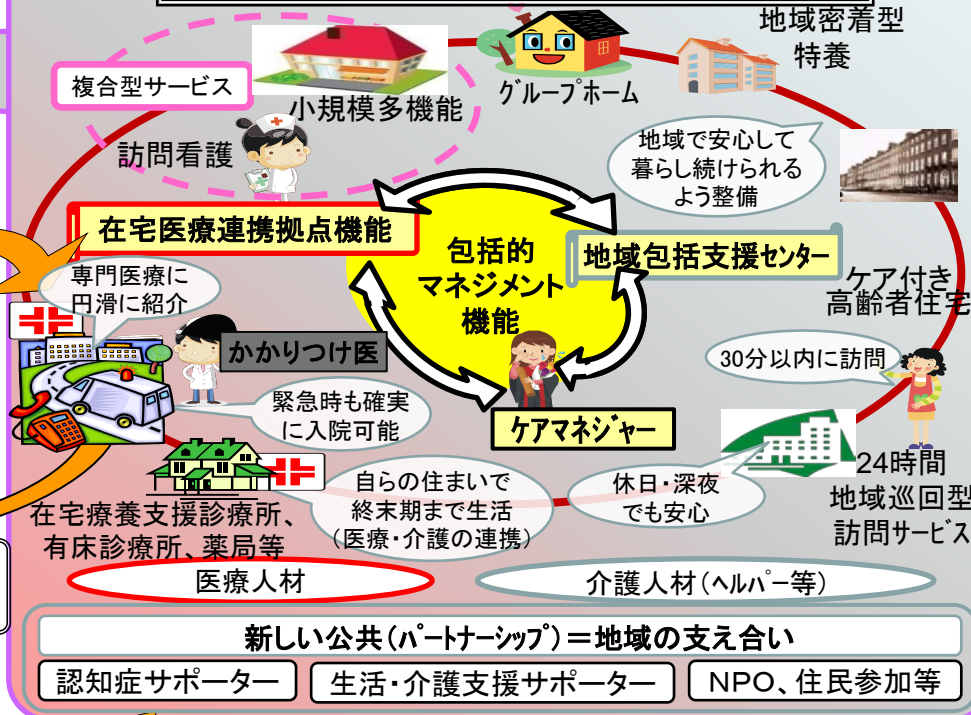 地域密着型
特養
複合型サービス
小規模多機能
グループホーム
訪問看護
地域で安心して
暮らし続けられる
よう整備
在宅医療連携拠点機能
包括的
マネジメント
機能
地域包括支援センター
専門医療に
円滑に紹介
ケア付き
高齢者住宅
かかりつけ医
30分以内に訪問
緊急時も確実
に入院可能
ケアマネジャー
24時間
地域巡回型
訪問サービス
自らの住まいで
終末期まで生活
(医療・介護の連携)
休日・深夜
でも安心
在宅療養支援診療所、
有床診療所、薬局等
医療人材
介護人材(ヘルパー等)
新しい公共(パートナーシップ)=地域の支え合い
認知症サポーター
生活・介護支援サポーター
NPO、住民参加等